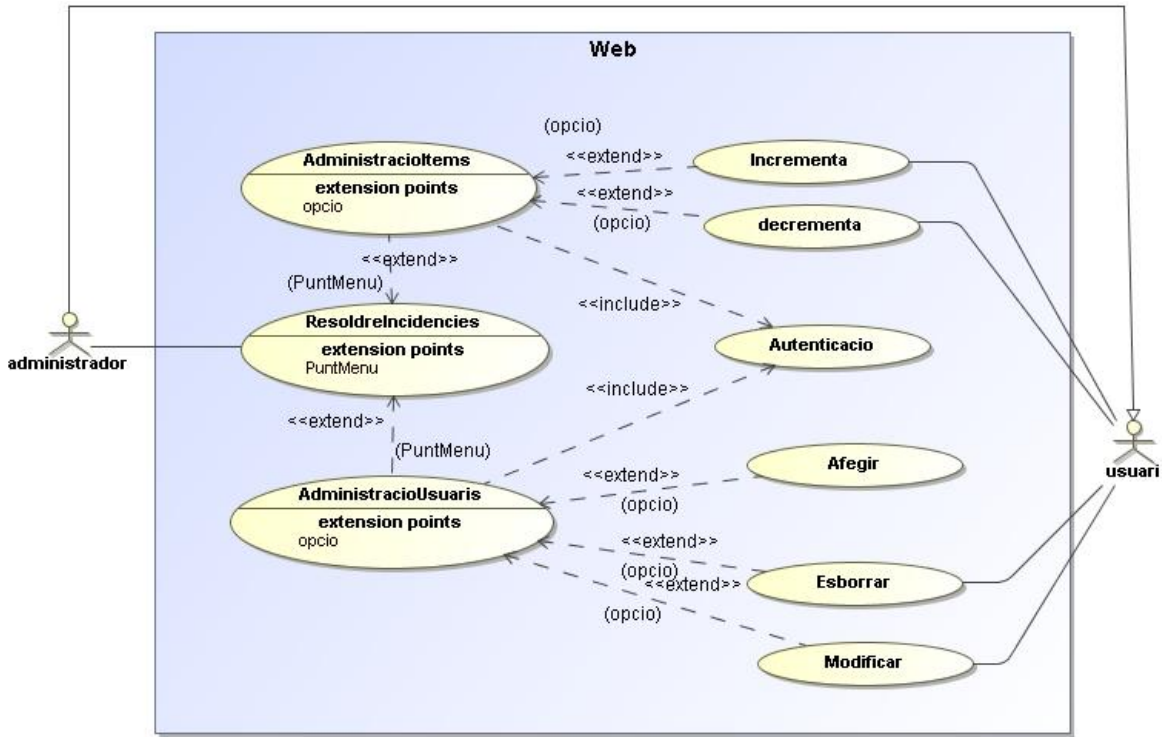 Web
(opcio)
AdministracioItems
<<extend>>
Incrementa
extension points
<<extend>>
opcio
(opcio)
decrementa
<<extend>>
(PuntMenu)
<<include>>
ResoldreIncidencies
Autenticacio
extension points
PuntMenu
administrador
<<include>>
<<extend>>
(PuntMenu)
Afegir
usuari
<<extend>>
AdministracioUsuaris
(opcio)
extension points
opcio
<<extend>>
(opcio)
Esborrar
<<extend>>
(opcio)
Modificar